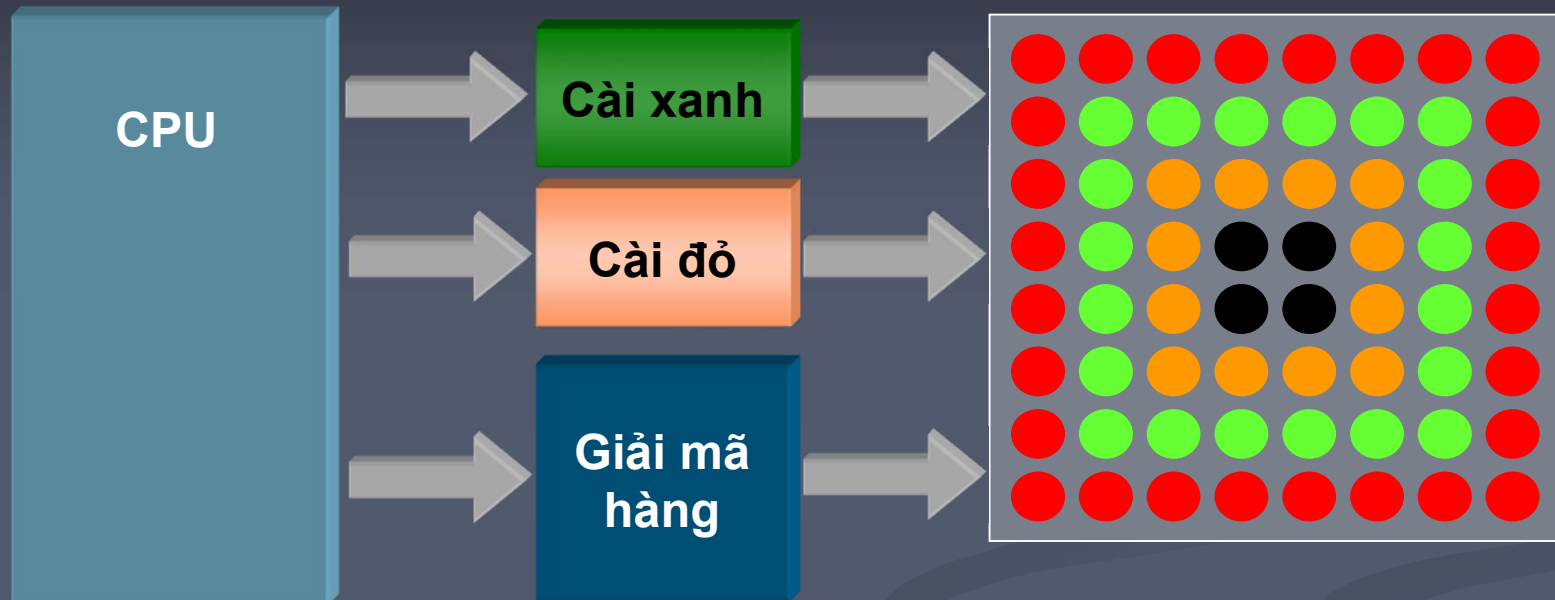 CPU
Cài xanh
Cài đỏ
Giải mã
hàng